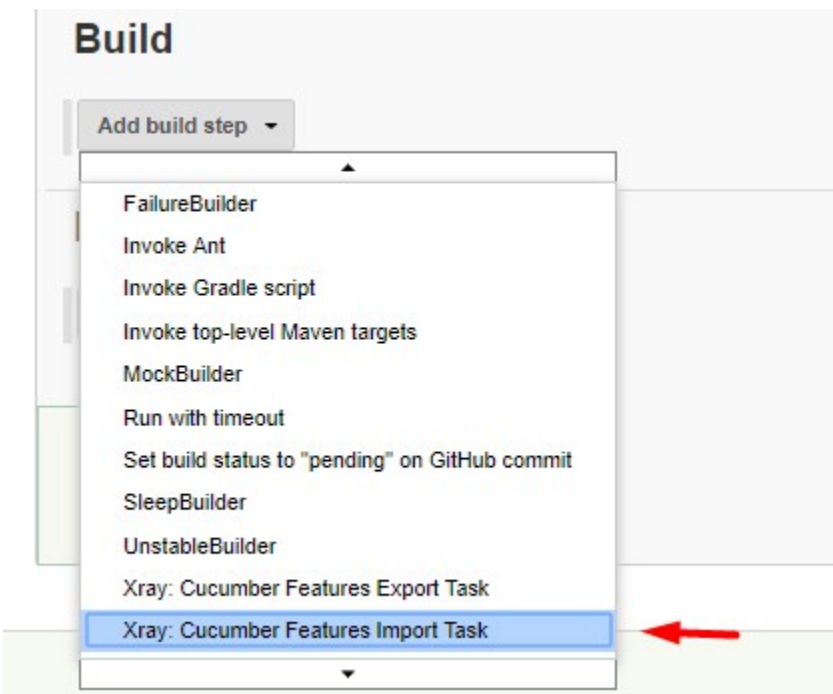 Build
Add build step
FailureBuilder
Invoke Ant
Invoke Gradle script
Invoke top-level Maven targets
MockBuilder
Run with timeout
Set build status to "pending" on GitHub commit
SleepBuilder
UnstableBuilder
Xray: Cucumber Features Export Task
Xray: Cucumber Features Import Task